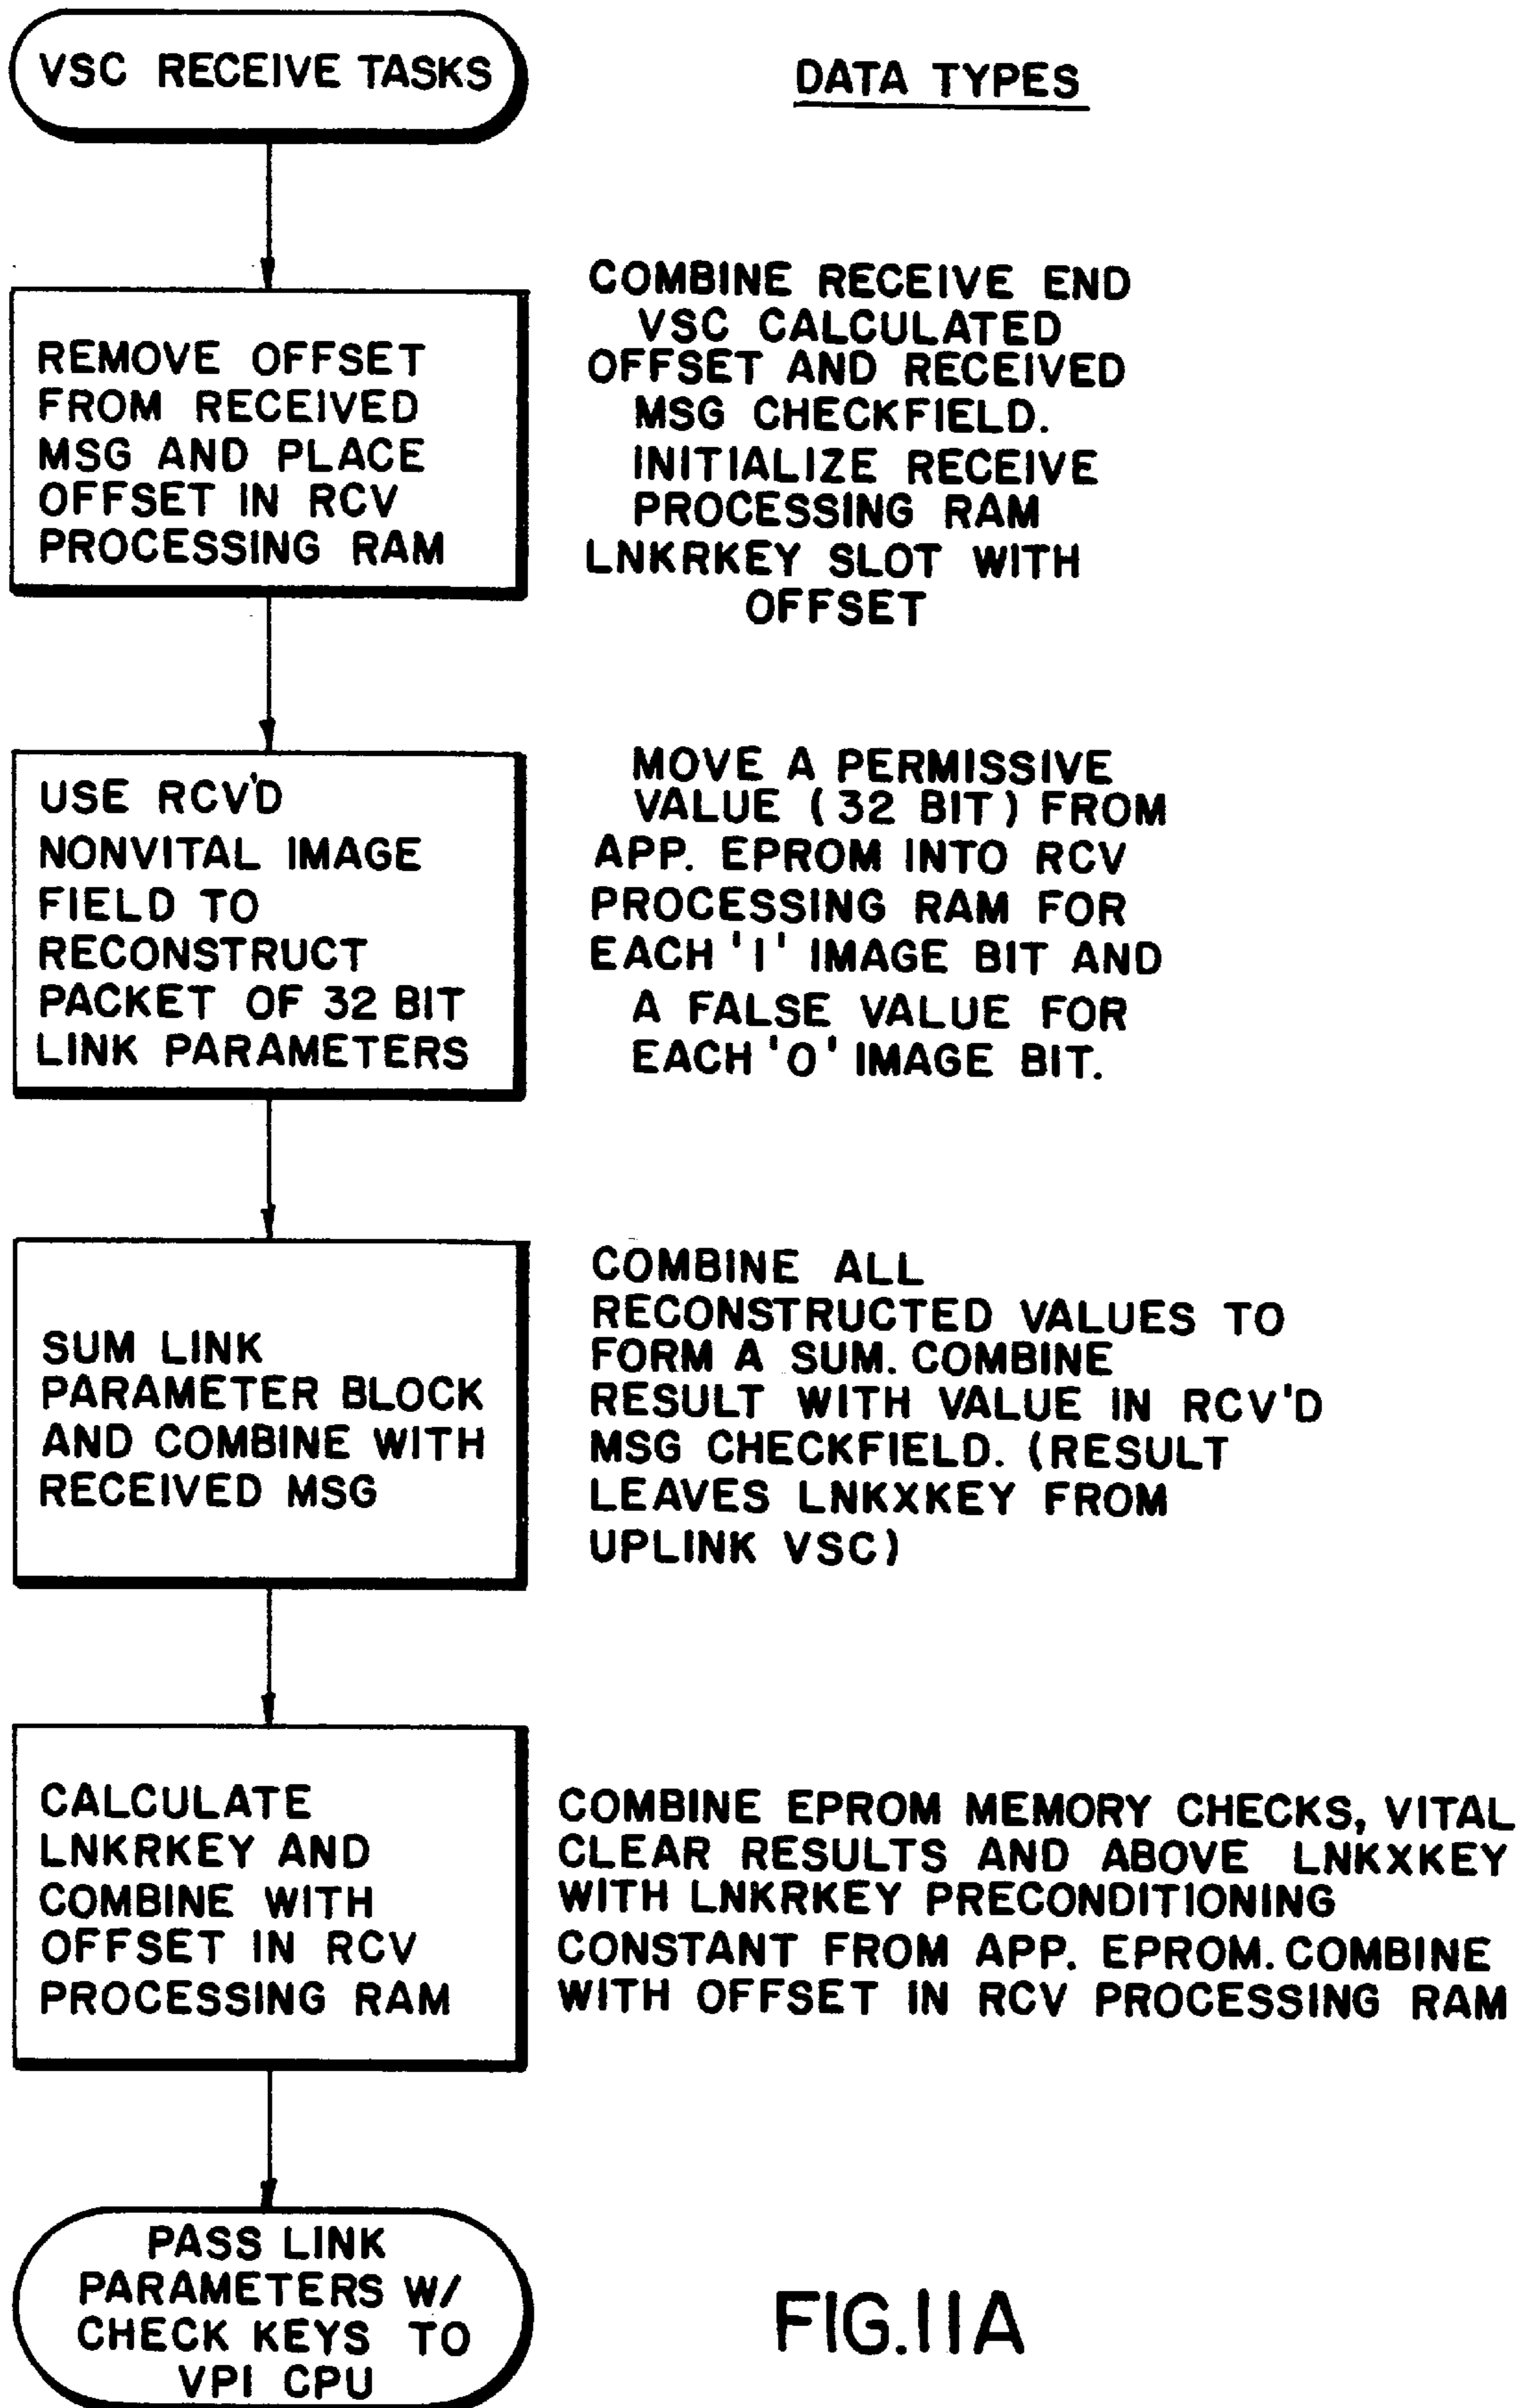 VSC RECEIVE TASKS
DATA TYPES
REMOVE OFFSET
FROM RECEIVED
MSG AND PLACE
OFFSET IN RCV
PROCESSING RAM
COMBINE RECEIVE END
VSC CALCULATED
OFFSET AND RECEIVED
MSG CHECKFIELD.
INITIALIZE RECEIVE
PROCESSING RAM
LNKRKEY SLOT WITH
OFFSET
USE RCV'D
NONVITAL IMAGE
FIELD TO
RECONSTRUCT
PACKET OF 32 BIT
LINK PARAMETERS
MOVE A PERMISSIVE
VALUE (32 BIT) FROM
APP. EPROM INTO RCV
PROCESSING RAM FOR
EACH '1' IMAGE BIT AND
A FALSE VALUE FOR
EACH '0' IMAGE BIT.
SUM LINK
PARAMETER BLOCK
AND COMBINE WITH
RECEIVED MSG
COMBINE ALL
RECONSTRUCTED VALUES TO
FORM A SUM. COMBINE
RESULT WITH VALUE IN RCV'D
MSG CHECKFIELD. (RESULT
LEAVES LNKXKEY FROM
UPLINK VSC)
CALCULATE
LNKRKEY AND
COMBINE WITH
OFFSET IN RCV
PROCESSING RAM
COMBINE EPROM MEMORY CHECKS, VITAL
CLEAR RESULTS AND ABOVE LNKXKEY
WITH LNKRKEY PRECONDITIONING
CONSTANT FROM APP. EPROM. COMBINE
WITH OFFSET IN RCV PROCESSING RAM
PASS LINK
PARAMETERS W/
CHECK KEYS TO
VPI CPU
FIG.11A